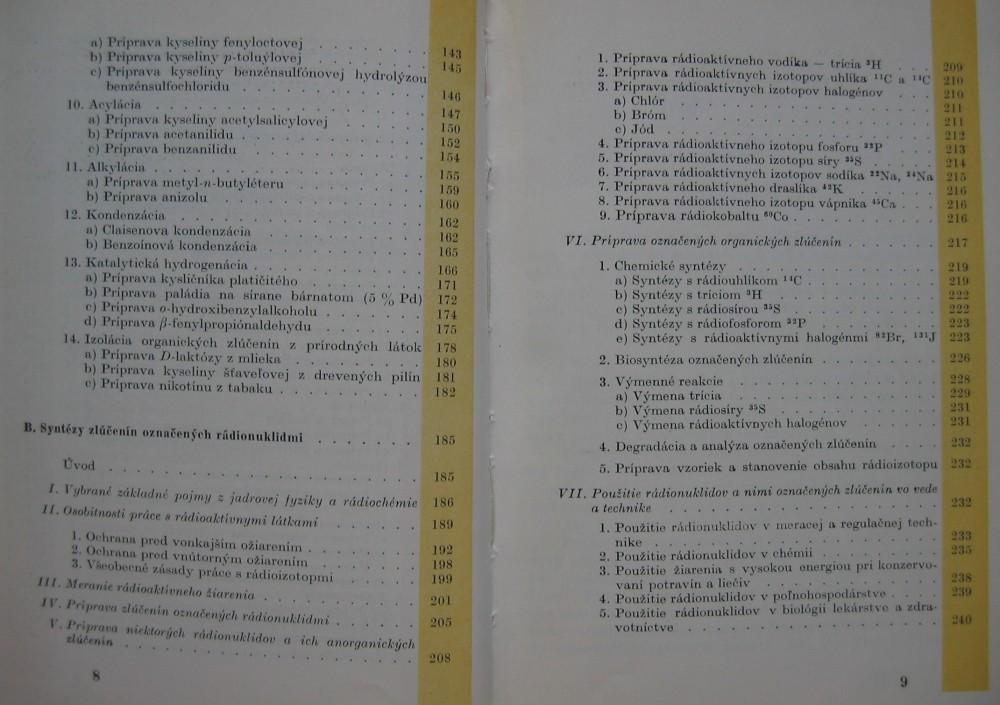 a) Príprava kyseliny fenyloctovej . . . . . . . 143
b) Príprava kyseliny p-toluýlovej . . . . . . . 145
c) Príprava kyseliny benzénsulfónovej hydrolýzou
benzénsulfochloridu . . . . . . . . . . . 146
10. Acylácia . . . . . . . . . . . . . . 147
a) Príprava kyseliny acetylsalicylovej . . . . . . 150
b) Príprava acetanilidu . . . . . . . . . . 152
c) Príprava benzanilidu . . . . . . . . . . 154
11. Alkylácia . . . . . . . . . . . . . . 155
a) Príprava metyl-n-butyléteru . . . . . . . . 159
b) Príprava anizolu . . . . . . . . . . . 160
12. Kondenzácia . . . . . . . . . . . . . 162
a) Claisenova kondenzácia . . . . . . . . . 162
b) Benzoínová kondenzácia . . . . . . . . . 165
13. Katalytická hydrogenácia . . . . . . . . . 166
a) Príprava kysličníka platičitého . . . . . . . 171
b) Príprava paládia na sírane bárnatom (5 % Pd) 172
c) Príprava o-hydroxibenzylalkoholu . . . . . . 174
d) Príprava β-fenylpropiónaldehydu . . . . . . 175
14. Izolácia organických zlúčenín z prírodných látok 178
a) Príprava D-laktózy z mlieka . . . . . . . 180
b) Príprava kyseliny šťaveľovej z drevených pilín 181
c) Príprava nikotínu z tabaku . . . . . . . . 182
B. Syntézy zlúčenín označených rádionuklidmi . . . . . . 185
Úvod . . . . . . . . . . . . . . . 185
I. Vybrané základné pojmy z jadrovej fyziky a rádiochémie 186
II. Osobitnosti práce s rádioaktívnymi látkami . . . . . 189
1. Ochrana pred vonkajším ožiarením . . . . . . 192
2. Ochrana pred vnútorným ožiarením . . . . . . 198
3. Všeobecné zásady práce s rádioizotopmi . . . . . 199
III. Meranie rádioaktívneho žiarenia . . . . . . . . 201
IV. Príprava zlúčenín označených rádionuklidmi . . . . . 205
V. Príprava niektorých rádionuklidov a ich anorganických
zlúčenín . . . . . . . . . . . . . . 208
8
1. Príprava rádioaktívneho vodíka — trícia ³H . . . 209
2. Príprava rádioaktívnych izotopov uhlíka ¹¹C a ¹⁴C 210
3. Príprava rádioaktívnych izotopov halogénov . . . 210
a) Chlór . . . . . . . . . . . . . . 211
b) Bróm . . . . . . . . . . . . . . 211
c) Jód . . . . . . . . . . . . . . . 212
4. Príprava rádioaktívneho izotopu fosforu ³²P . . . 213
5. Príprava rádioaktívneho izotopu síry ³⁵S . . . . 214
6. Príprava rádioaktívnych izotopov sodíka ²²Na, ²⁴Na 215
7. Príprava rádioaktívneho draslíka ⁴²K . . . . . 216
8. Príprava rádioaktívneho izotopu vápnika ⁴⁵Ca . . . 216
9. Príprava rádiokobaltu ⁶⁰Co . . . . . . . . 216
VI. Príprava označených organických zlúčenín . . . . . . 217
1. Chemické syntézy . . . . . . . . . . . 219
a) Syntézy s rádiouhlíkom ¹⁴C . . . . . . . . 219
b) Syntézy s tríciom ³H . . . . . . . . . . 222
c) Syntézy s rádiosírou ³⁵S . . . . . . . . . 222
d) Syntézy s rádiofosforom ³²P . . . . . . . 223
e) Syntézy s rádioaktívnymi halogénmi ⁸²Br, ¹³¹J 223
2. Biosyntéza označených zlúčenín . . . . . . . 226
3. Výmenné reakcie . . . . . . . . . . . 228
a) Výmena trícia . . . . . . . . . . . . 229
b) Výmena rádiosíry ³⁵S . . . . . . . . . . 231
c) Výmena rádioaktívnych halogénov . . . . . . 231
4. Degradácia a analýza označených zlúčenín . . . . 232
5. Príprava vzoriek a stanovenie obsahu rádioizotopu 232
VII. Použitie rádionuklidov a nimi označených zlúčenín vo vede
a technike . . . . . . . . . . . . . . 232
1. Použitie rádionuklidov v meracej a regulačnej tech-
nike . . . . . . . . . . . . . . . 233
2. Použitie rádionuklidov v chémii . . . . . . . 235
3. Použitie žiarenia s vysokou energiou pri konzervo-
vaní potravín a liečiv . . . . . . . . . . 238
4. Použitie rádionuklidov v poľnohospodárstve . . . . 239
5. Použitie rádionuklidov v biológii lekárstve a zdra-
votníctve . . . . . . . . . . . . . . 240
9